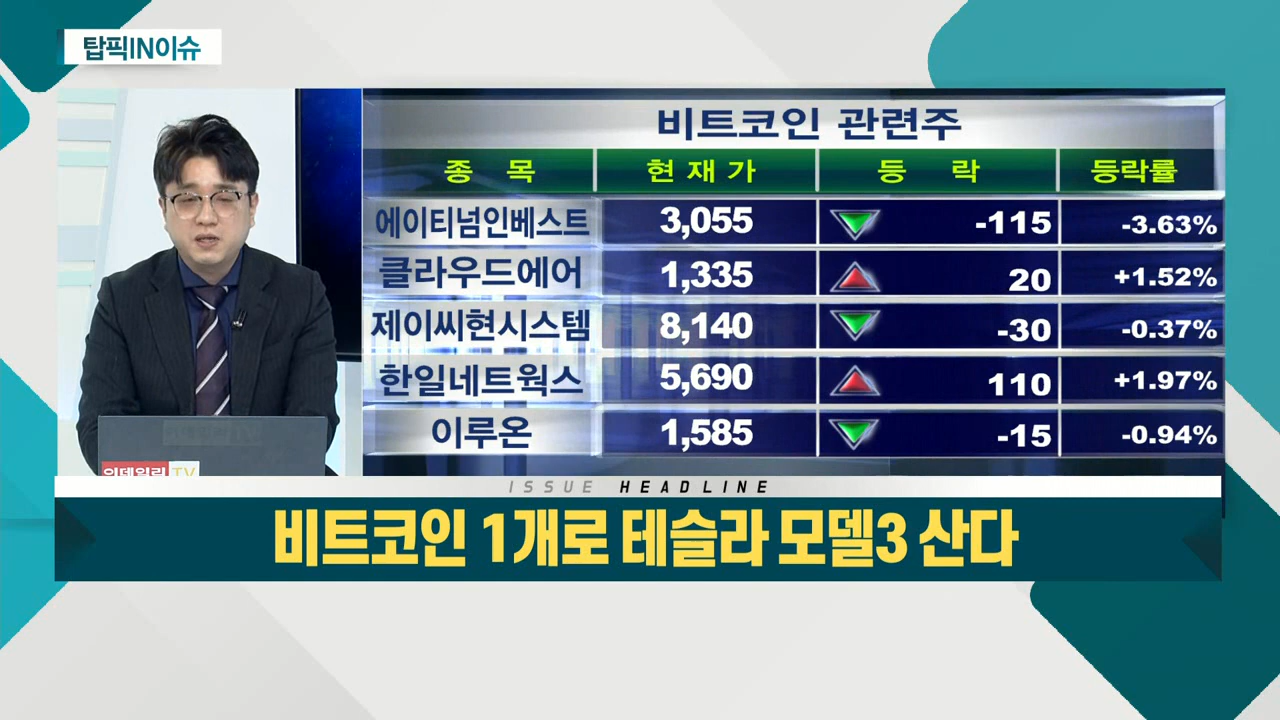 탑픽IN이슈
비트코인 관련주
종 목 현 재 가 등 락 등락률
에이티넘인베스트 3,055 -115 -3.63%
클라우드에어 1,335 20 +1.52%
제이씨현시스템 8,140 -30 -0.37%
한일네트웍스 5,690 110 +1.97%
이루온 1,585 -15 -0.94%
이데일리 TV
ISSUE HEADLINE
비트코인 1개로 테슬라 모델3 산다